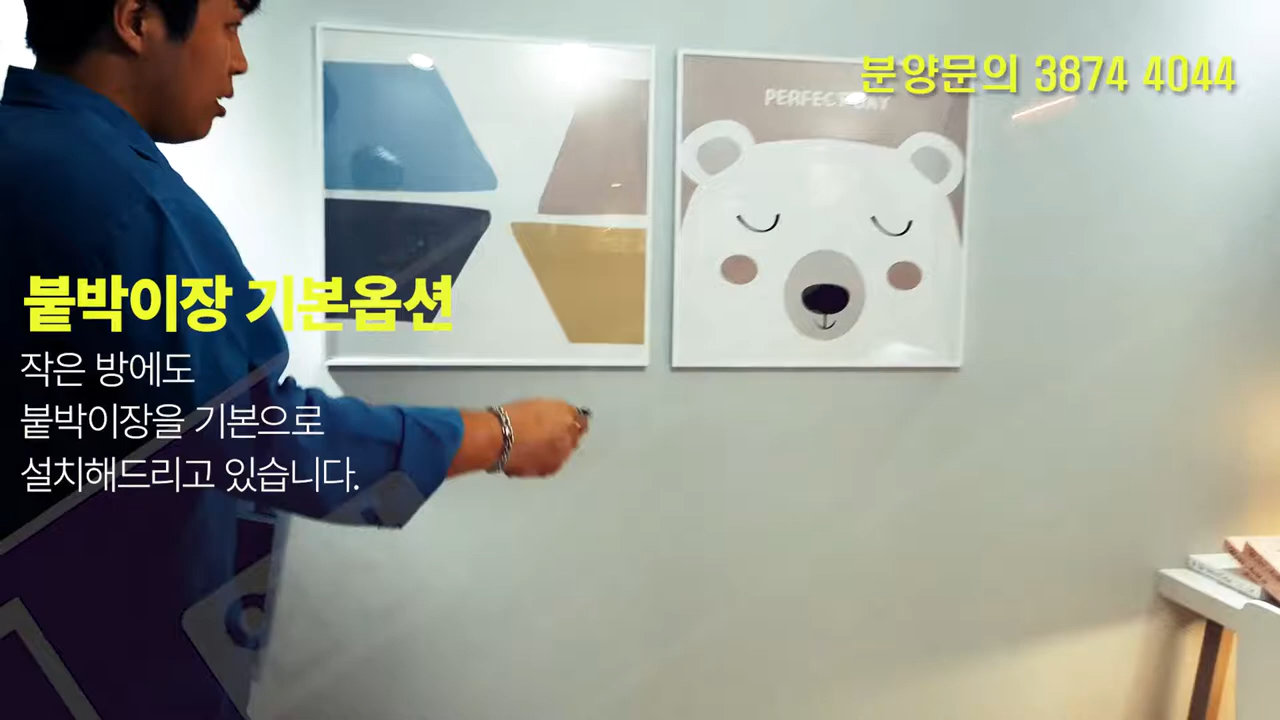 분양문의 3874 4044
PERFECT DAY
붙박이장 기본옵션
작은 방에도
붙박이장을 기본으로
설치해드리고 있습니다.